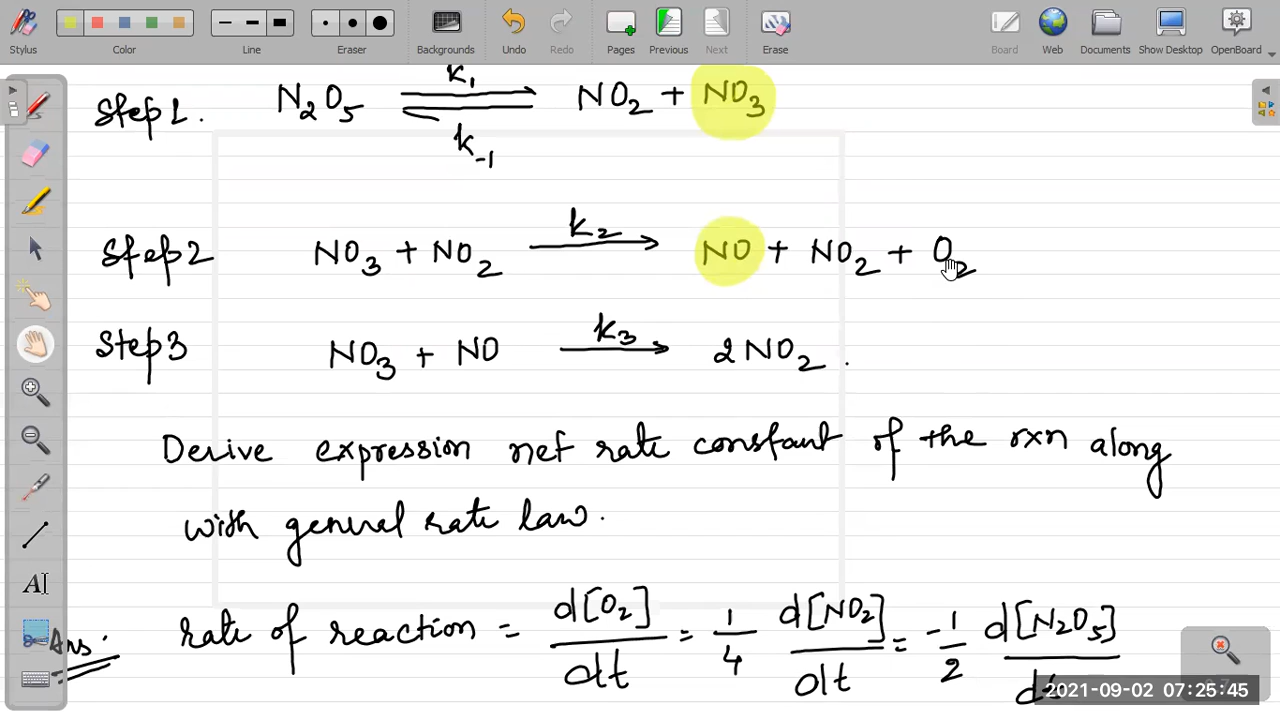 Stylus Color Line Eraser Backgrounds Undo Redo Pages Previous Next Erase Board Web Documents Show Desktop OpenBoard
Step 1. N2O5 k1 k-1 NO2 + NO3
Step 2 NO3 + NO2 k2 NO + NO2 + O2
Step 3 NO3 + NO k3 2NO2.
Derive expression net rate constant of the rxn along
with general rate law.
Ans. rate of reaction = d[O2]/dt = 1/4 d[NO2]/dt = -1/2 d[N2O5]/dt
2021-09-02 07:25:45